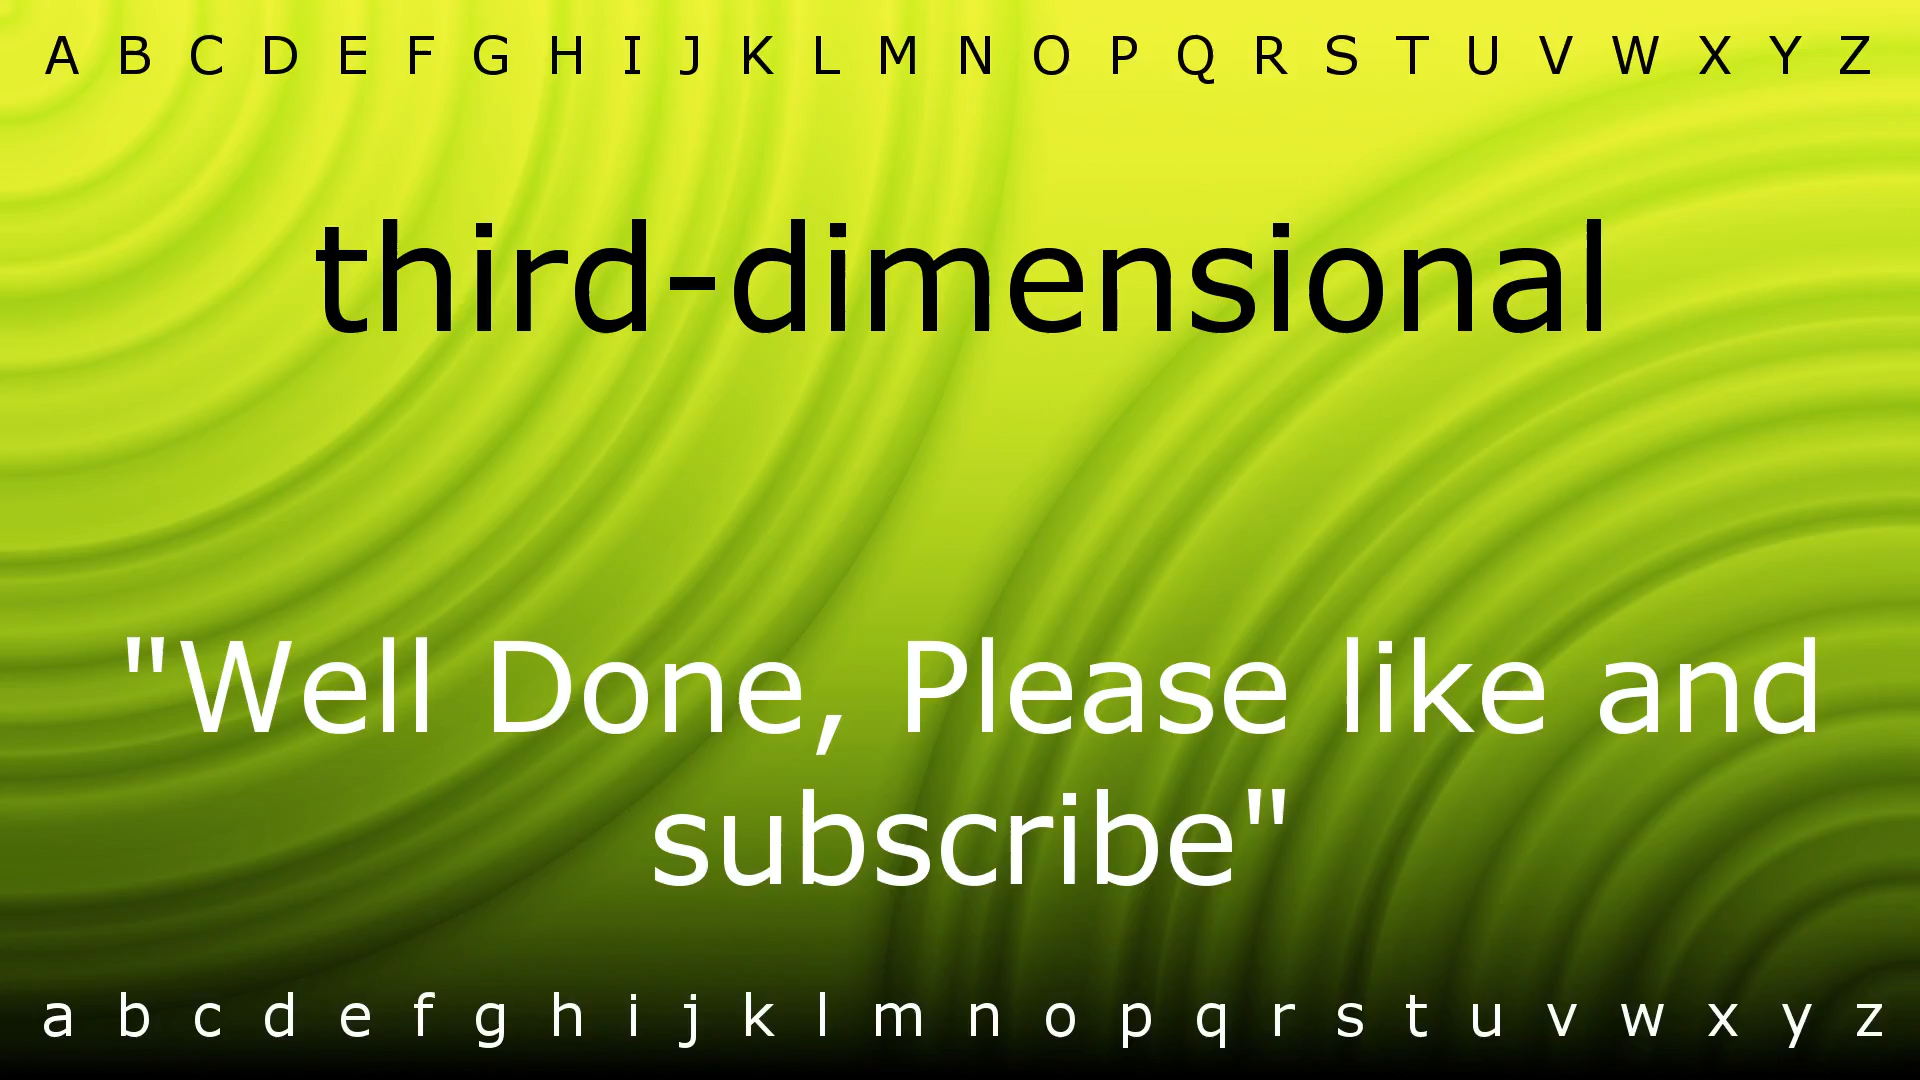 A B C D E F G H I J K L M N O P Q R S T U V W X Y Z
third-dimensional
"Well Done, Please like and
subscribe"
a b c d e f g h i j k l m n o p q r s t u v w x y z